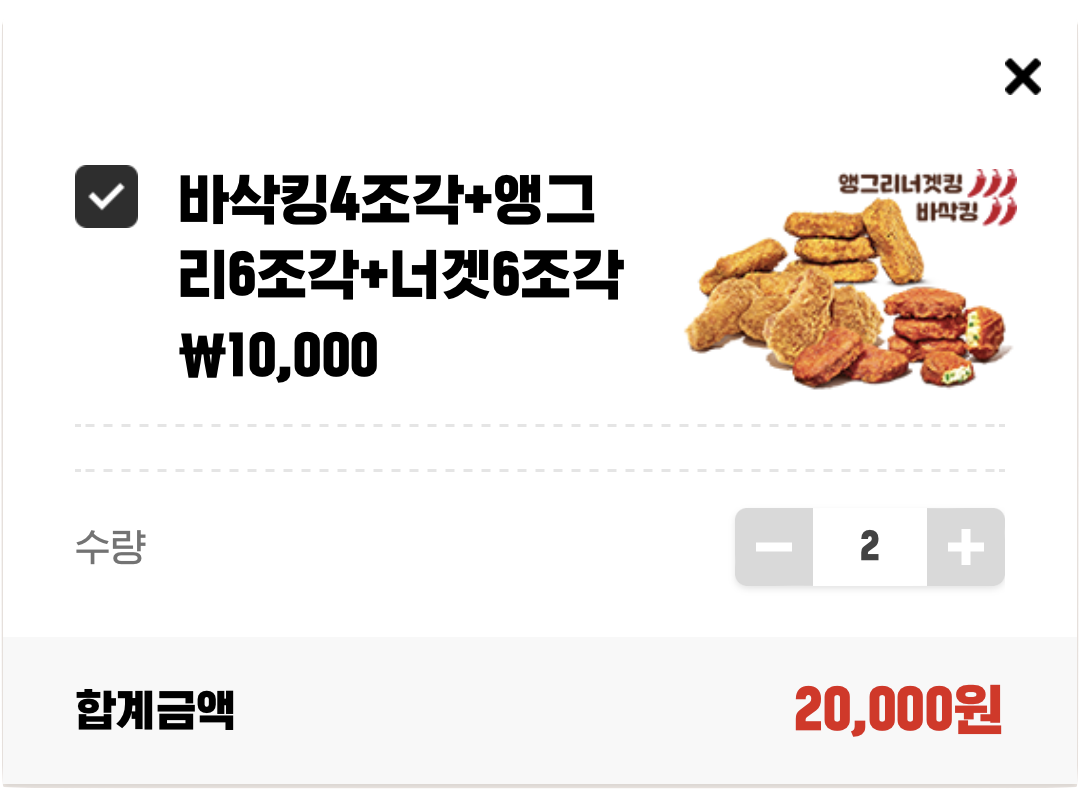 앵그리너겟킹
바삭킹
바삭킹4조각+앵그
리6조각+너겟6조각
₩10,000
수량
2
합계금액
20,000원